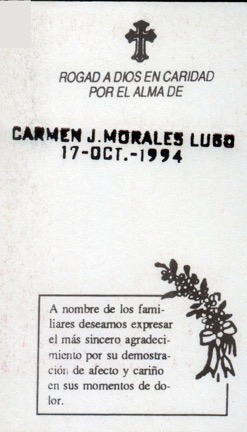 ROGAD A DIOS EN CARIDAD
POR EL ALMA DE
CARMEN J. MORALES LUGO
17-OCT.-1994
A nombre de los fami-
liares deseamos expresar
el más sincero agradeci-
miento por su demostra-
ción de afecto y cariño
en sus momentos de do-
lor.